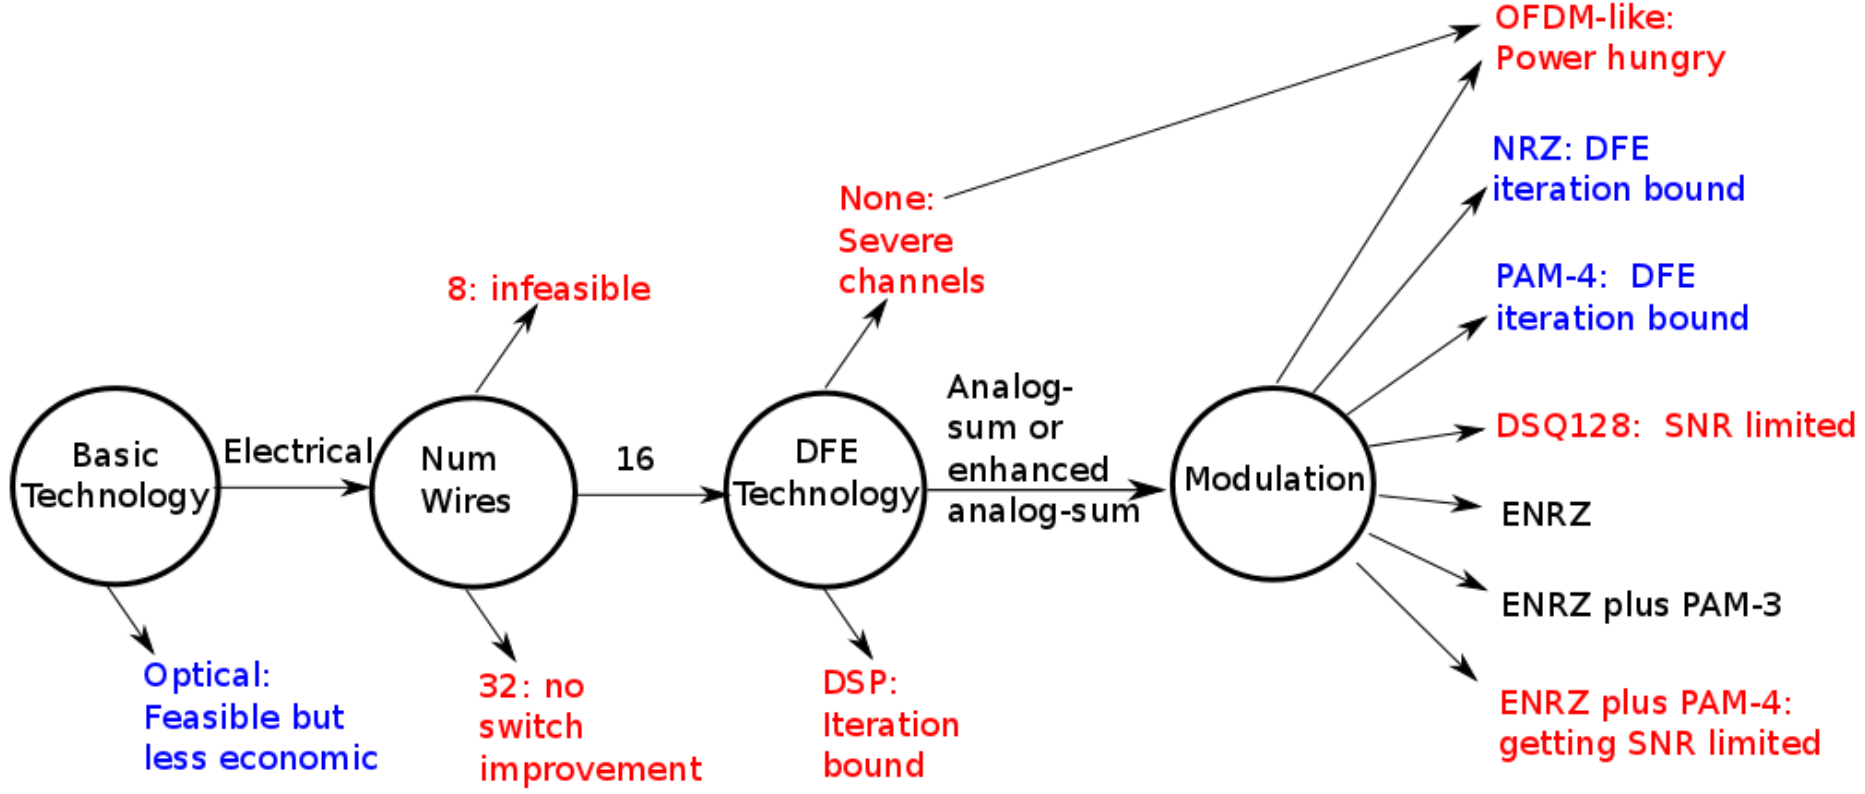 OFDM-like:
Power hungry
NRZ: DFE
iteration bound
None:
Severe
channels
PAM-4:  DFE
iteration bound
8: infeasible
Analog-
sum or
enhanced
analog-sum
DSQ128:  SNR limited
Basic
Technology
Electrical
Num
Wires
16
DFE
Technology
Modulation
ENRZ
ENRZ plus PAM-3
Optical:
Feasible but
less economic
32: no
switch
improvement
DSP:
Iteration
bound
ENRZ plus PAM-4:
getting SNR limited